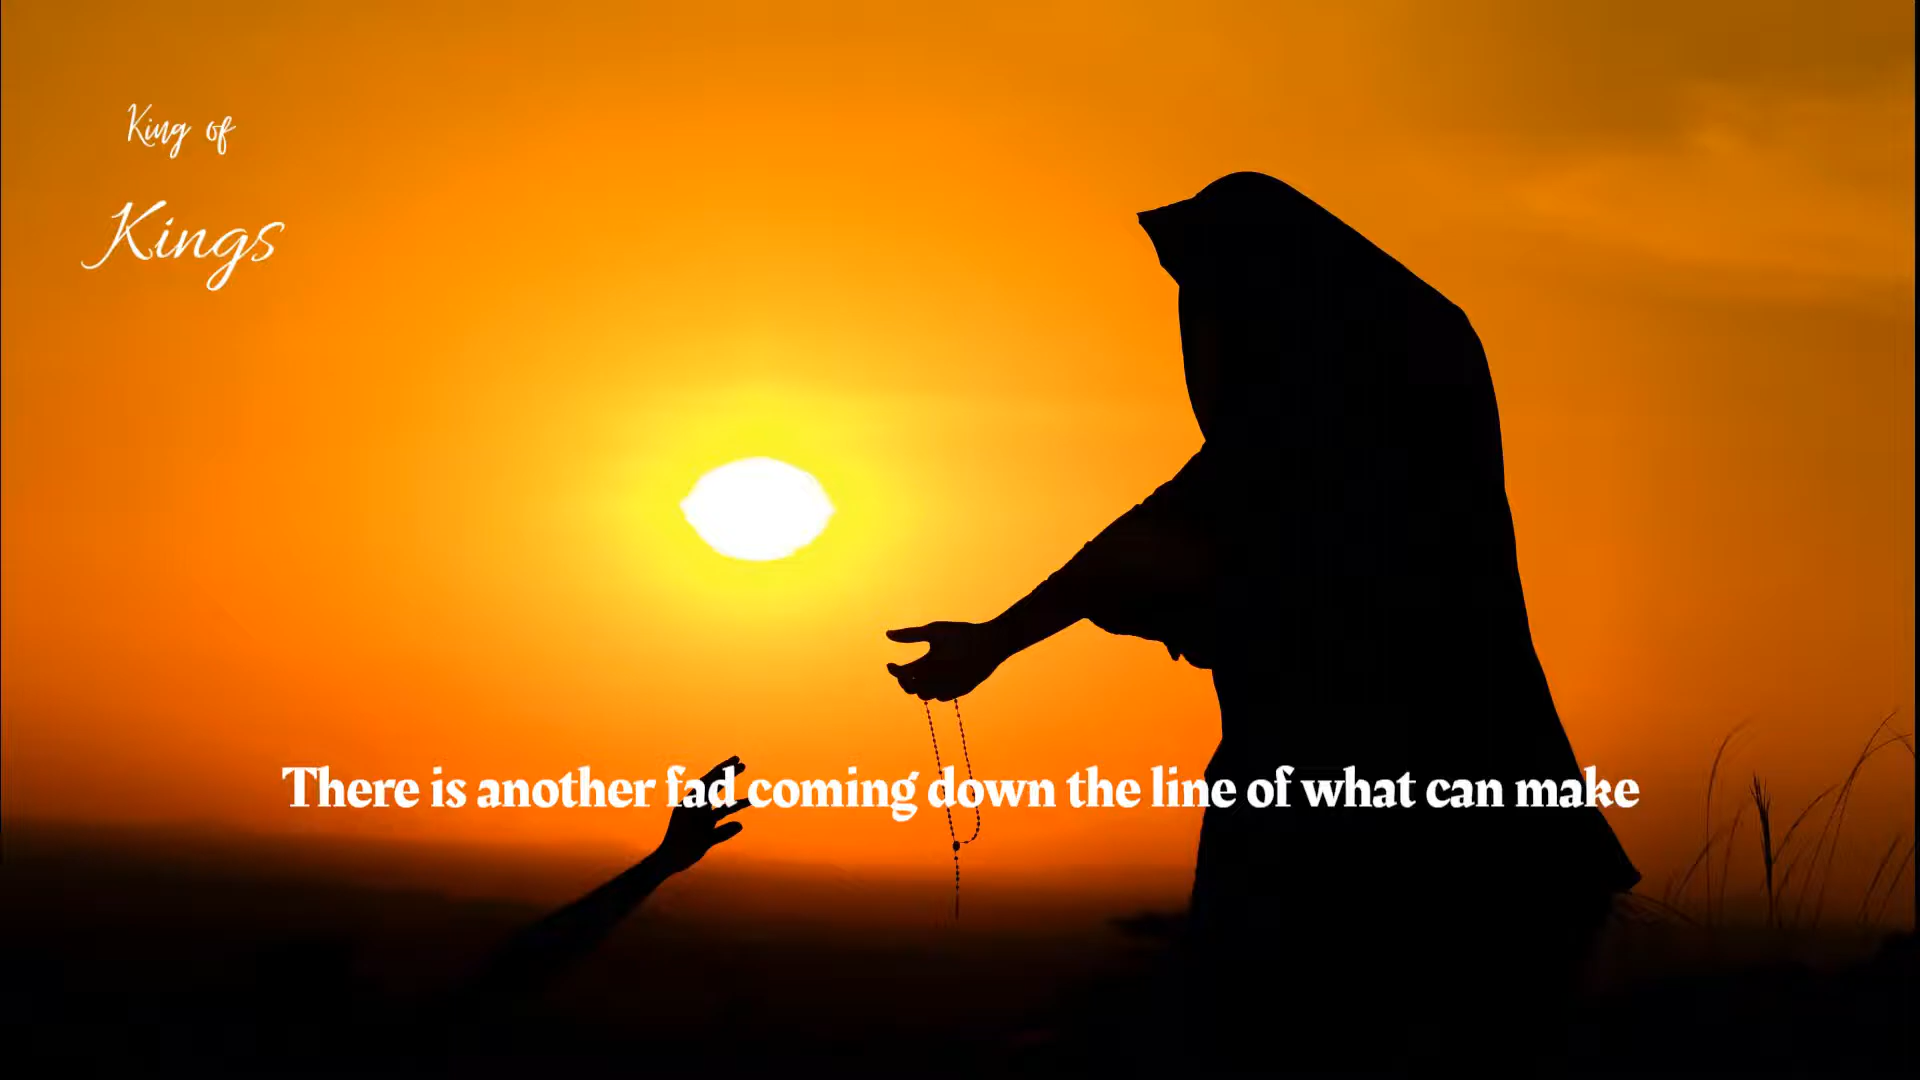 King of
Kings
There is another fad coming down the line of what can make